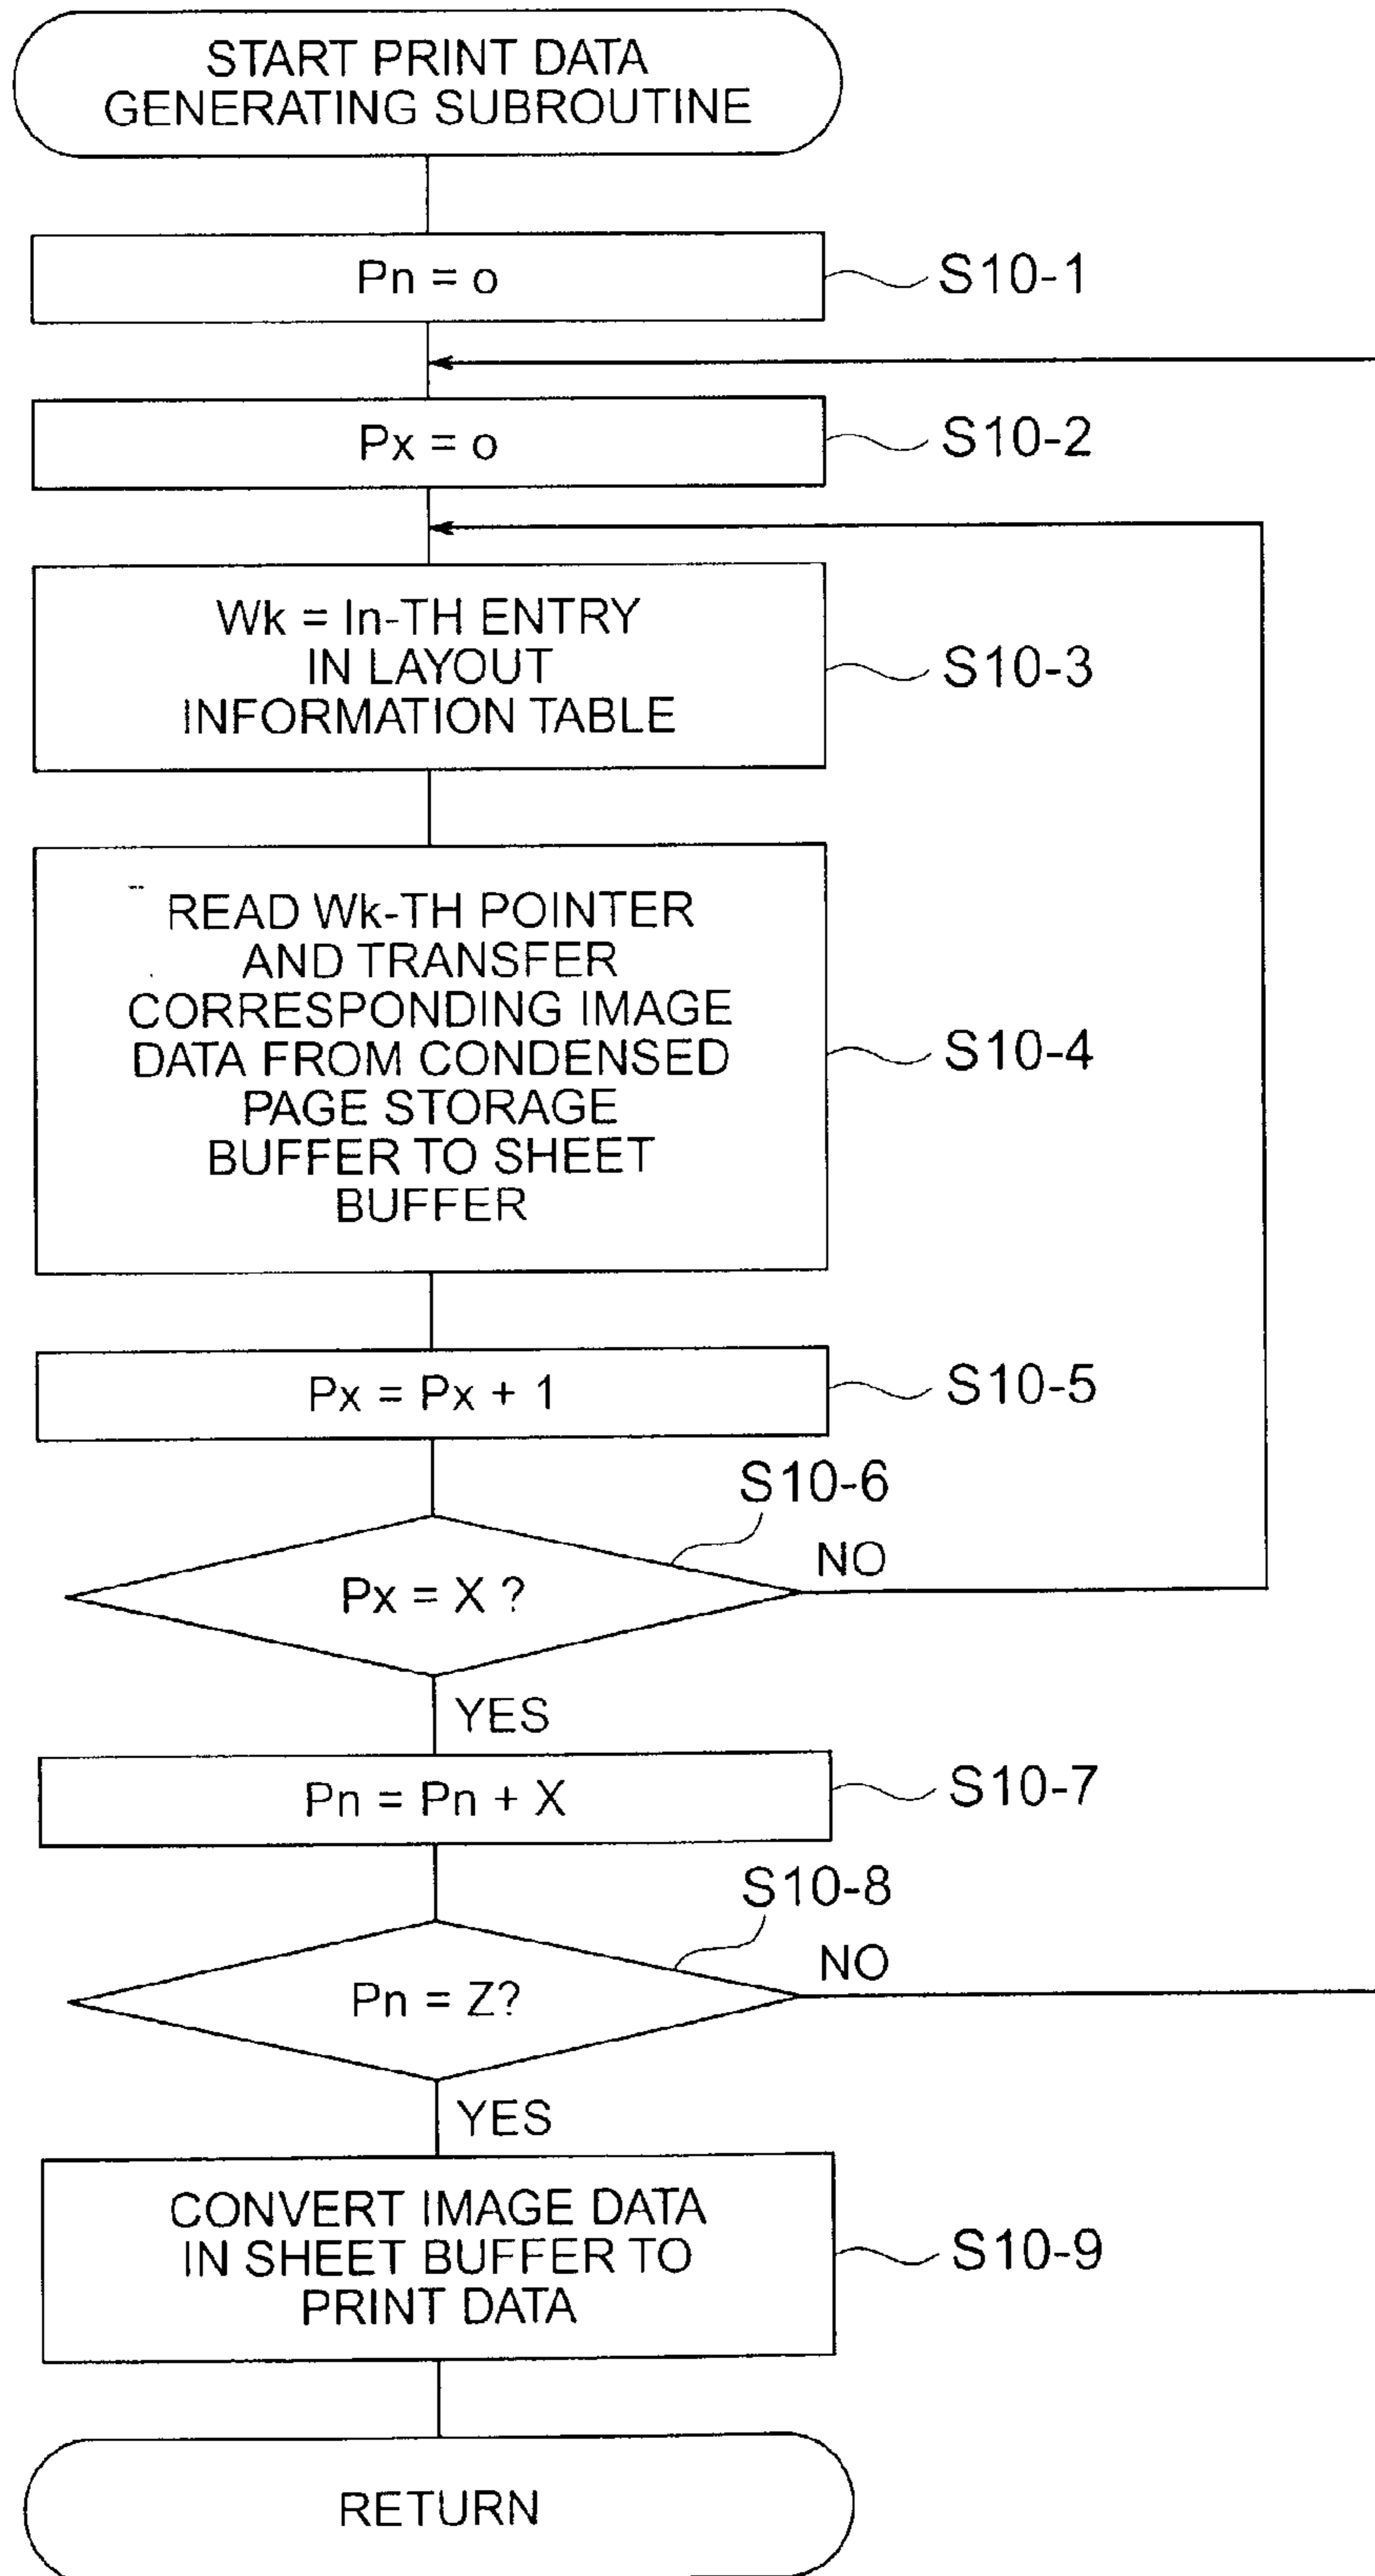 START PRINT DATA
GENERATING SUBROUTINE
Pn = o
S10-1
Px = o
S10-2
Wk = In-TH ENTRY
IN LAYOUT
INFORMATION TABLE
S10-3
READ Wk-TH POINTER
AND TRANSFER
CORRESPONDING IMAGE
DATA FROM CONDENSED
PAGE STORAGE
BUFFER TO SHEET
BUFFER
S10-4
Px = Px + 1
S10-5
S10-6
Px = X ?
NO
YES
Pn = Pn + X
S10-7
S10-8
Pn = Z?
NO
YES
CONVERT IMAGE DATA
IN SHEET BUFFER TO
PRINT DATA
S10-9
RETURN